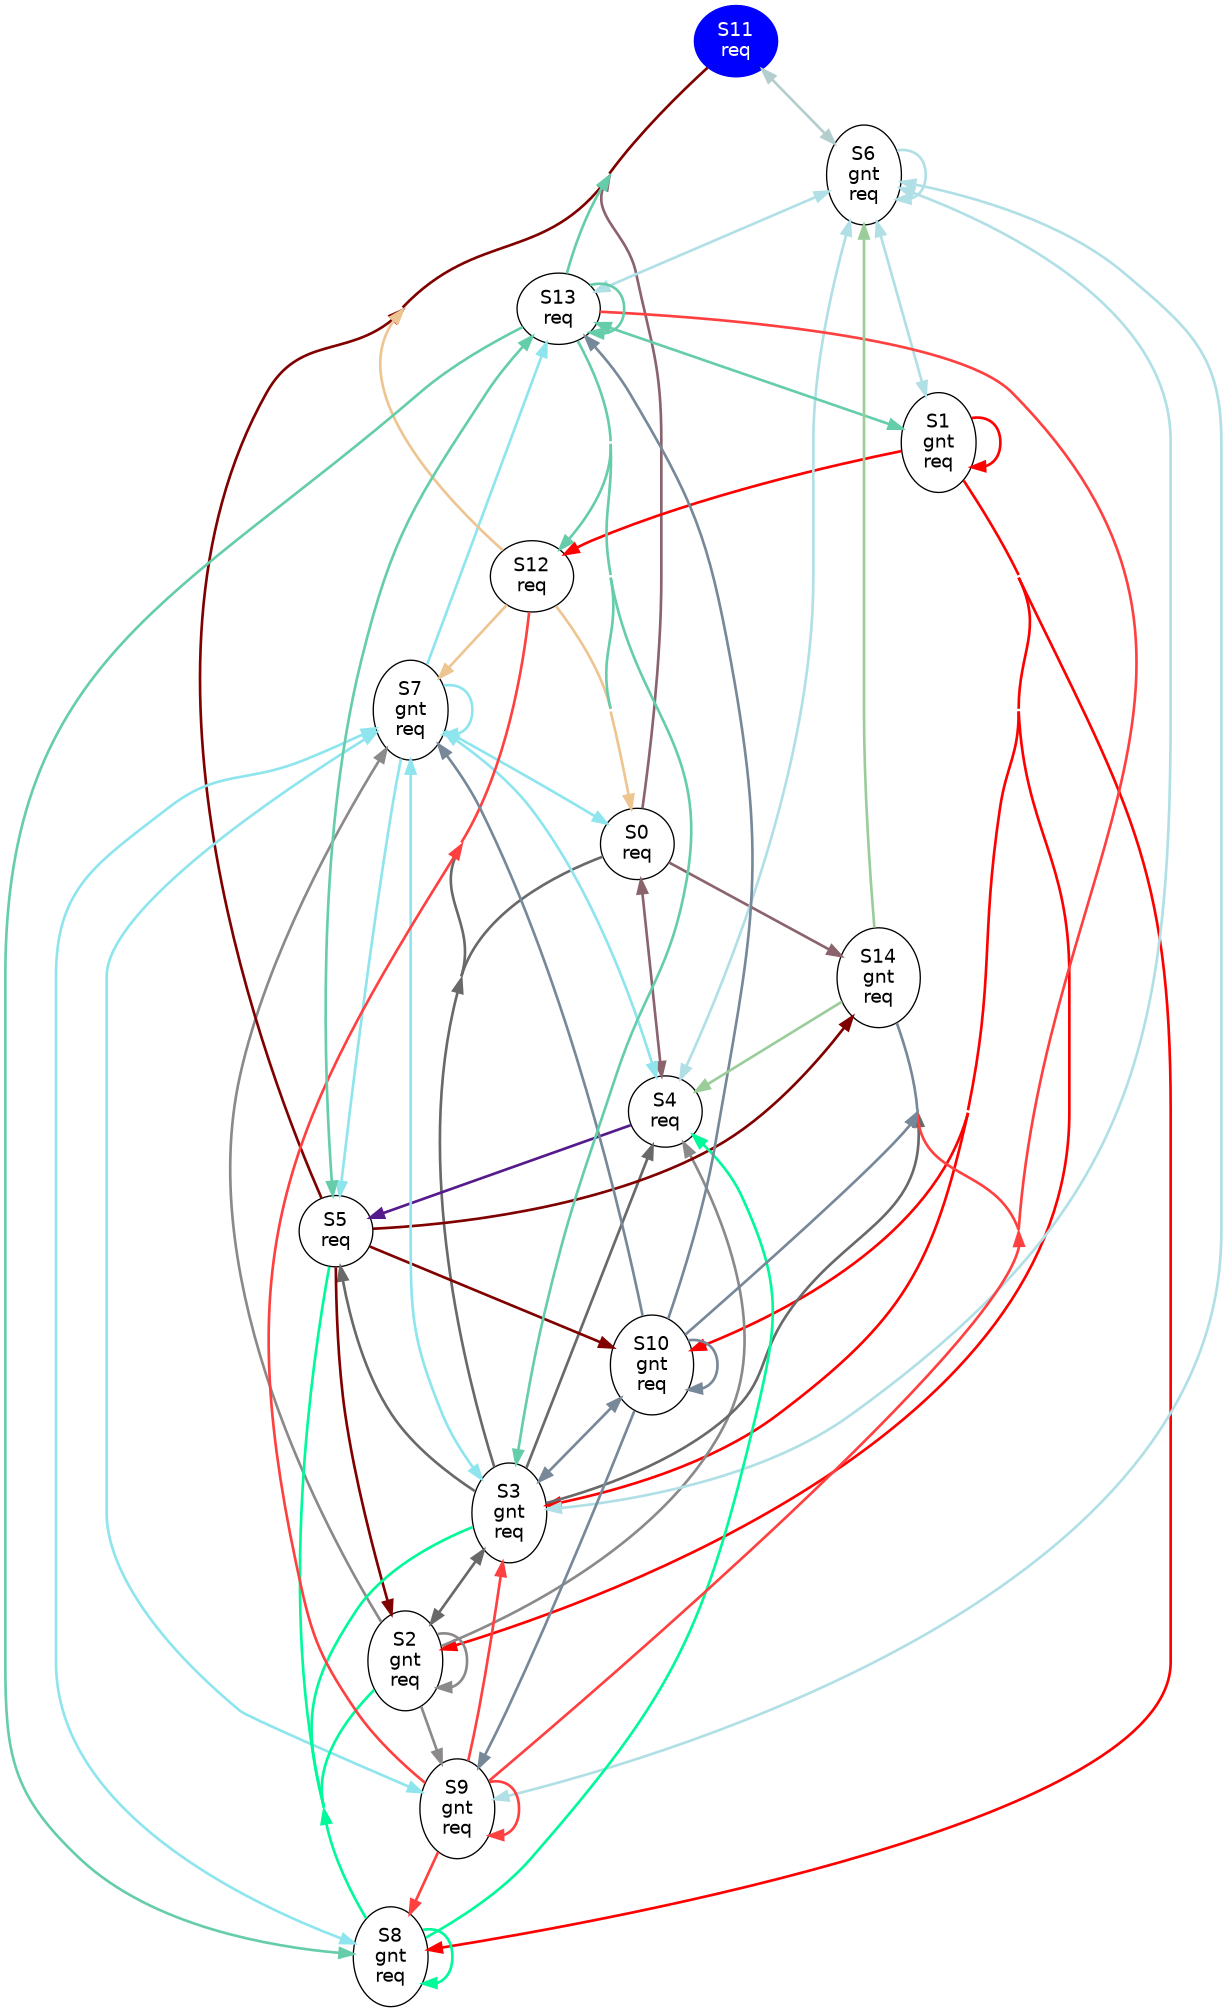 S11
req
S6
gnt
req
S13
req
S1
gnt
req
S12
req
S7
gnt
req
S0
req
S14
gnt
req
S4
req
S5
req
S10
gnt
req
S3
gnt
req
S2
gnt
req
S9
gnt
req
S8
gnt
req